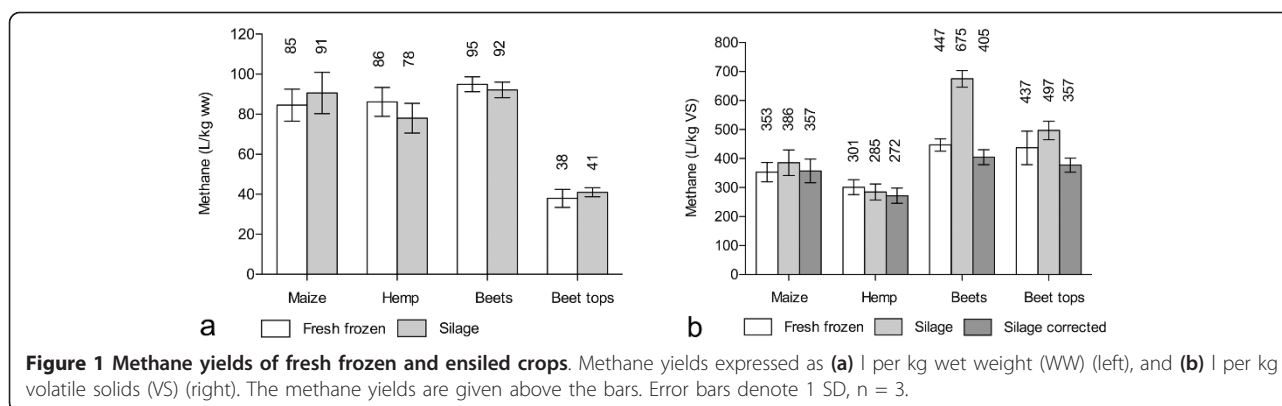 120
100
80
60
40
20
0
Methane (L/kg ww)
85 91 86 78 95 92 38 41
Maize Hemp Beets Beet tops
a
Fresh frozen Silage
800
700
600
500
400
300
200
100
0
Methane (L/kg VS)
353 386 357 301 285 272 447 675 405 437 497 357
Maize Hemp Beets Beet tops
b
Fresh frozen Silage Silage corrected
Figure 1 Methane yields of fresh frozen and ensiled crops. Methane yields expressed as (a) l per kg wet weight (WW) (left), and (b) l per kg
volatile solids (VS) (right). The methane yields are given above the bars. Error bars denote 1 SD, n = 3.